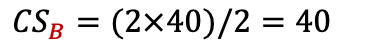 CS_B = (2×40)/2 = 40